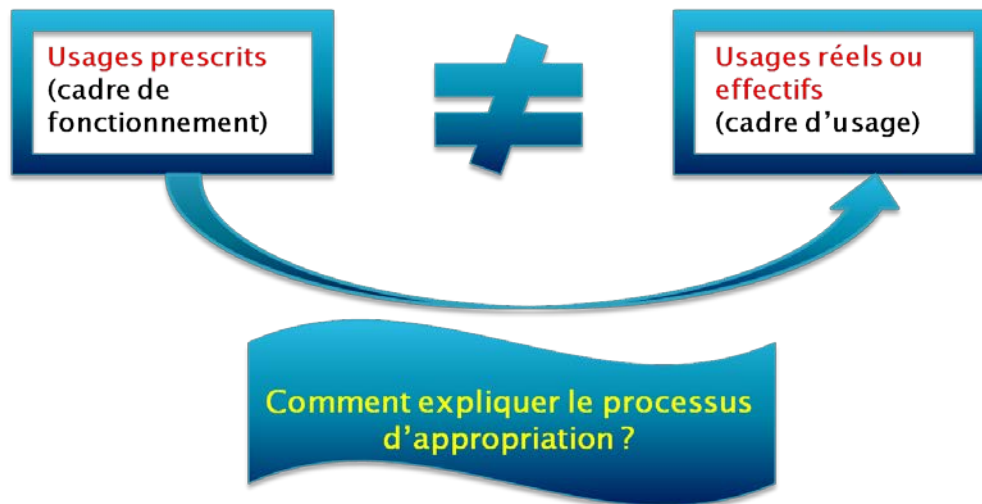 Usages prescrits
(cadre de
fonctionnement)
≠
Usages réels ou
effectifs
(cadre d'usage)
Comment expliquer le processus
d'appropriation ?